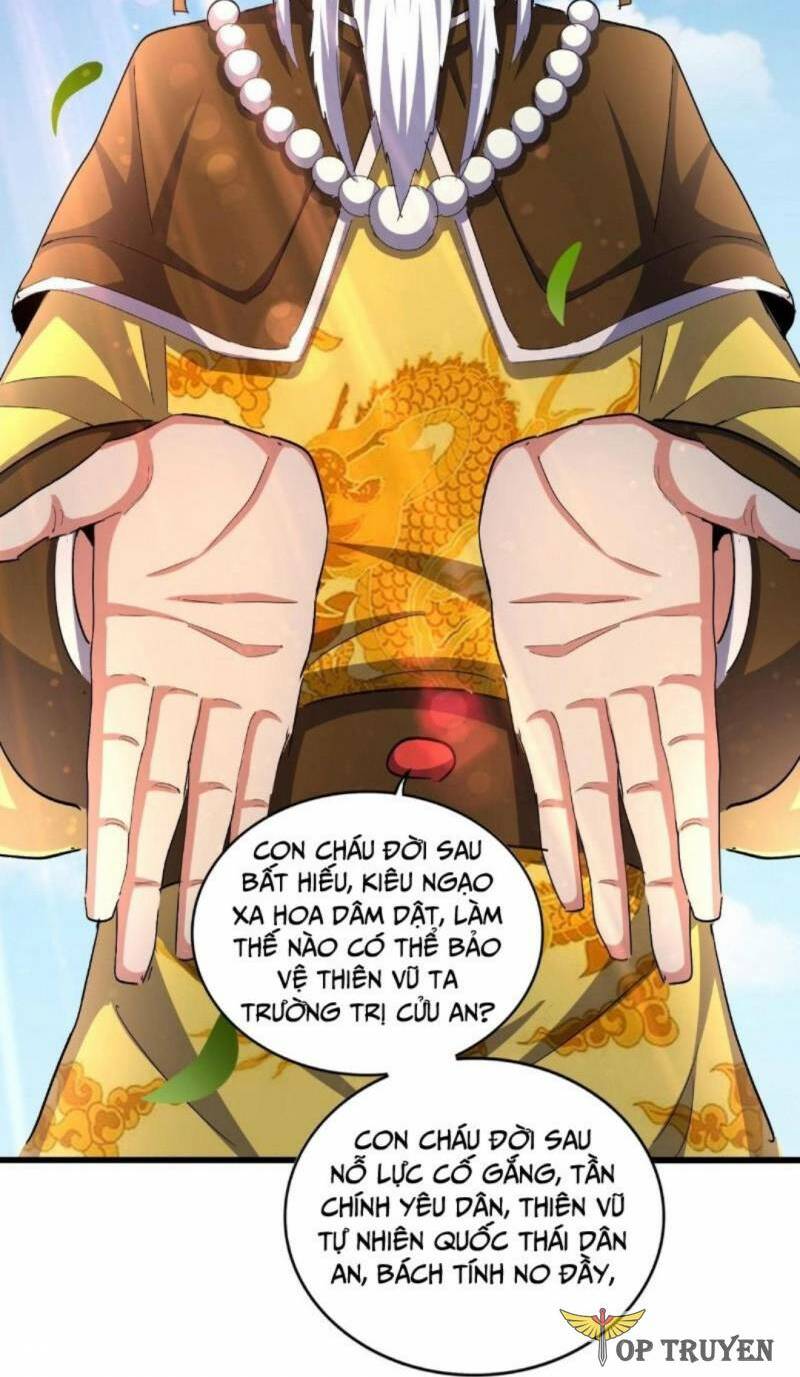 CON CHÁU ĐỜI SAU
BẤT HIẾU, KIÊU NGẠO
XA HOA DÂM DẬT, LÀM
THẾ NÀO CÓ THỂ BẢO
VỆ THIÊN VŨ TA
TRƯỜNG TRỊ CỬU AN?
CON CHÁU ĐỜI SAU
NỖ LỰC CỐ GẮNG, TẦN
CHÍNH YÊU DÂN, THIÊN VŨ
TỰ NHIÊN QUỐC THÁI DÂN
AN, BÁCH TÍNH NO ĐẦY,
TOP TRUYEN